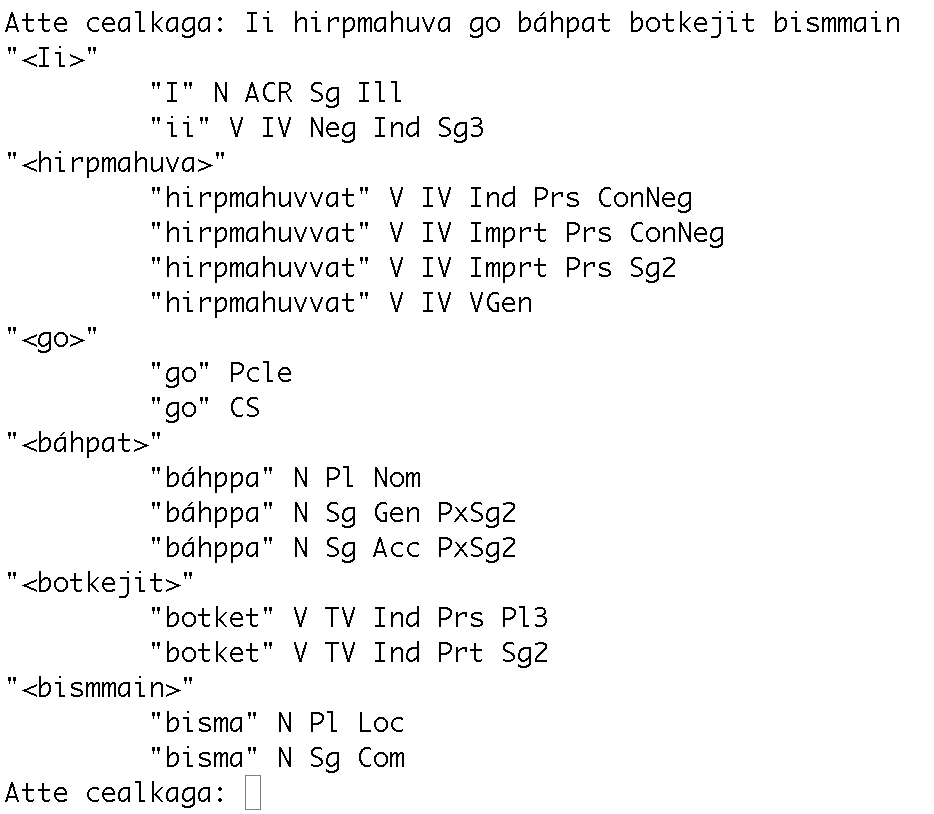 Atte cealkaga: Ii hirpmahuva go báhpat botkejit bismmain
"<Ii>"
"I" N ACR Sg Ill
"ii" V IV Neg Ind Sg3
"<hirpmahuva>"
"hirpmahuvvat" V IV Ind Prs ConNeg
"hirpmahuvvat" V IV Imprt Prs ConNeg
"hirpmahuvvat" V IV Imprt Prs Sg2
"hirpmahuvvat" V IV VGen
"<go>"
"go" Pcle
"go" CS
"<báhpat>"
"báhppa" N Pl Nom
"báhppa" N Sg Gen PxSg2
"báhppa" N Sg Acc PxSg2
"<botkejit>"
"botket" V TV Ind Prs Pl3
"botket" V TV Ind Prt Sg2
"<bismmain>"
"bisma" N Pl Loc
"bisma" N Sg Com
Atte cealkaga: